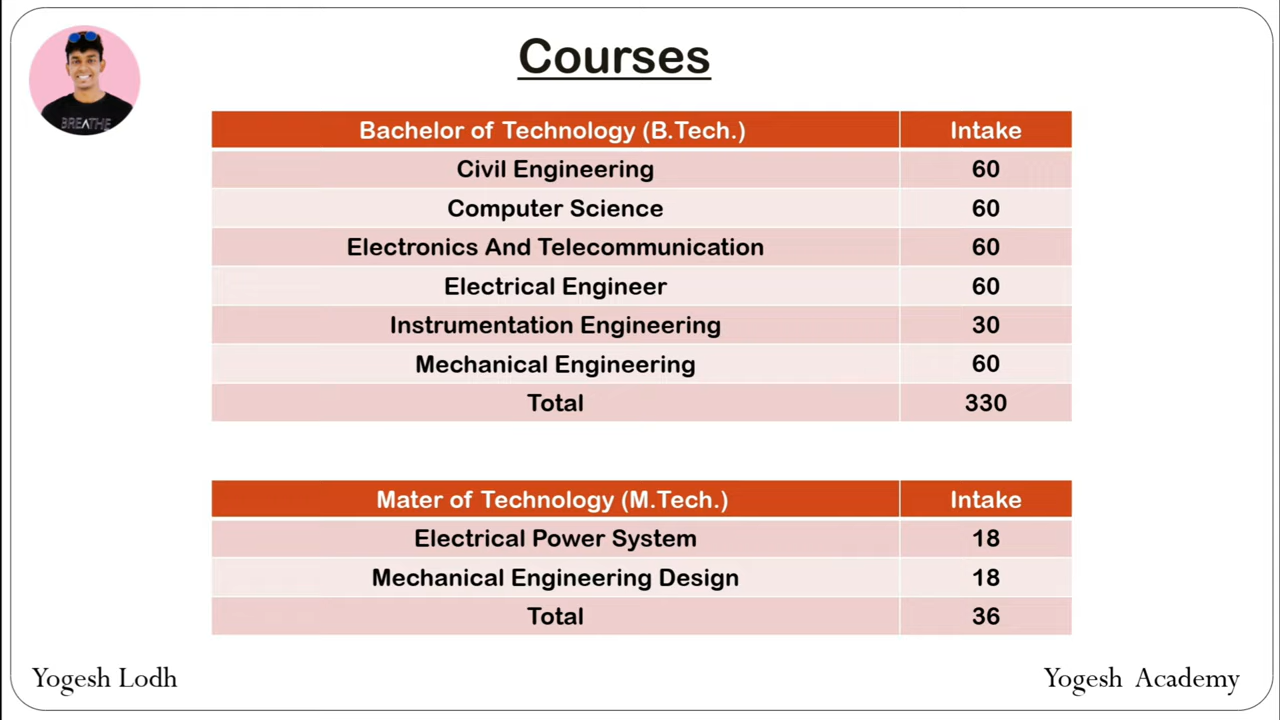 Courses
BREATHE
Bachelor of Technology (B.Tech.) Intake
Civil Engineering 60
Computer Science 60
Electronics And Telecommunication 60
Electrical Engineer 60
Instrumentation Engineering 30
Mechanical Engineering 60
Total 330
Mater of Technology (M.Tech.) Intake
Electrical Power System 18
Mechanical Engineering Design 18
Total 36
Yogesh Lodh
Yogesh Academy